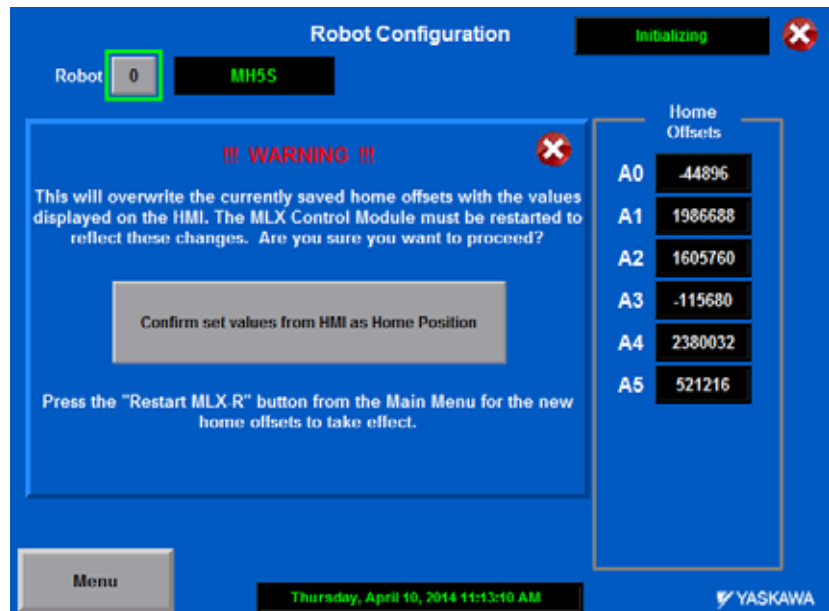 Robot Configuration
Initializing
Robot 0 MH5S
Home
Offsets
!!! WARNING !!!
This will overwrite the currently saved home offsets with the values
displayed on the HMI. The MLX Control Module must be restarted to
reflect these changes. Are you sure you want to proceed?
Confirm set values from HMI as Home Position
Press the "Restart MLX-R" button from the Main Menu for the new
home offsets to take effect.
A0 -44896
A1 1986688
A2 1605760
A3 -115680
A4 2380032
A5 521216
Menu
Thursday, April 10, 2014 11:13:10 AM
YASKAWA